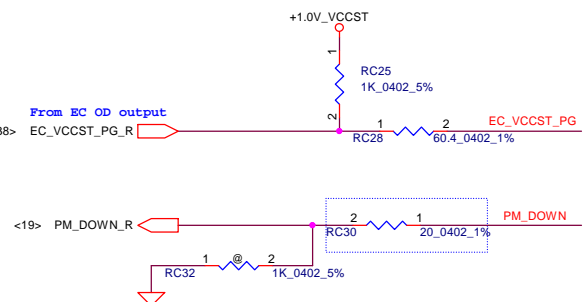 +1.0V_VCCST
1
RC25
1K_0402_5%
2
From EC OD output
38> EC_VCCST_PG_R
RC28 1 2 60.4_0402_1% EC_VCCST_PG
<19> PM_DOWN_R
RC30 2 1 20_0402_1% PM_DOWN
RC32 1 @ 2 1K_0402_5%